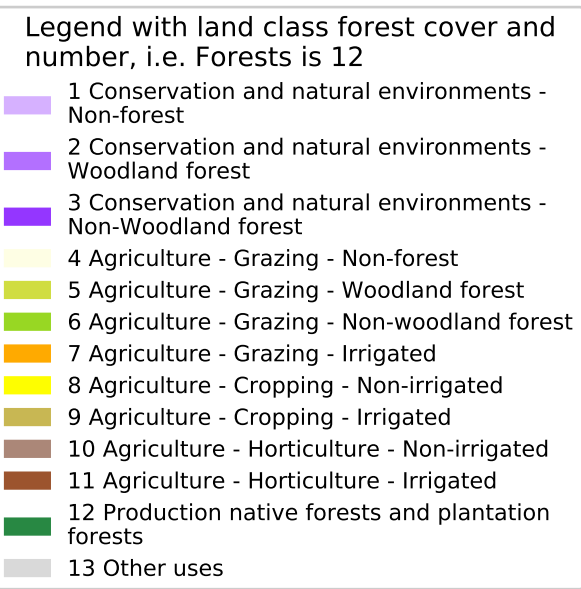 Legend with land class forest cover and
number, i.e. Forests is 12
1 Conservation and natural environments -
Non-forest
2 Conservation and natural environments -
Woodland forest
3 Conservation and natural environments -
Non-Woodland forest
4 Agriculture - Grazing - Non-forest
5 Agriculture - Grazing - Woodland forest
6 Agriculture - Grazing - Non-woodland forest
7 Agriculture - Grazing - Irrigated
8 Agriculture - Cropping - Non-irrigated
9 Agriculture - Cropping - Irrigated
10 Agriculture - Horticulture - Non-irrigated
11 Agriculture - Horticulture - Irrigated
12 Production native forests and plantation
forests
13 Other uses